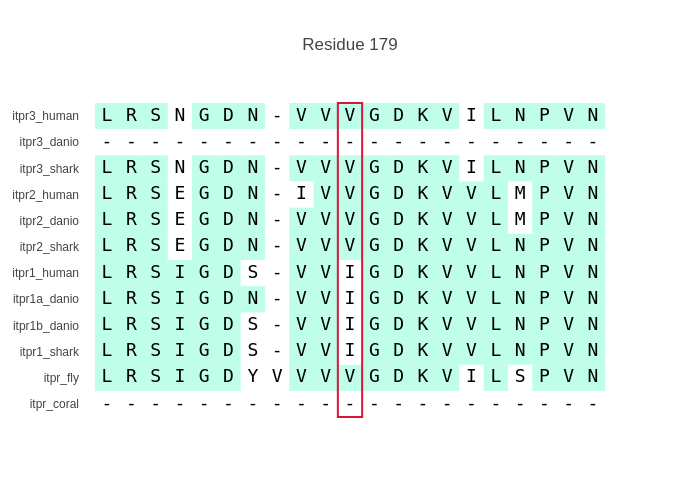 Residue 179
itpr3_human L R S N G D N - V V V G D K V I L N P V N
itpr3_danio - - - - - - - - - - - - - - - - - - - - -
itpr3_shark L R S N G D N - V V V G D K V I L N P V N
itpr2_human L R S E G D N - I V V G D K V V L M P V N
itpr2_danio L R S E G D N - V V V G D K V V L M P V N
itpr2_shark L R S E G D N - V V V G D K V V L N P V N
itpr1_human L R S I G D S - V V I G D K V V L N P V N
itpr1a_danio L R S I G D N - V V I G D K V V L N P V N
itpr1b_danio L R S I G D S - V V I G D K V V L N P V N
itpr1_shark L R S I G D S - V V I G D K V V L N P V N
itpr_fly L R S I G D Y V V V V G D K V I L S P V N
itpr_coral - - - - - - - - - - - - - - - - - - - - -